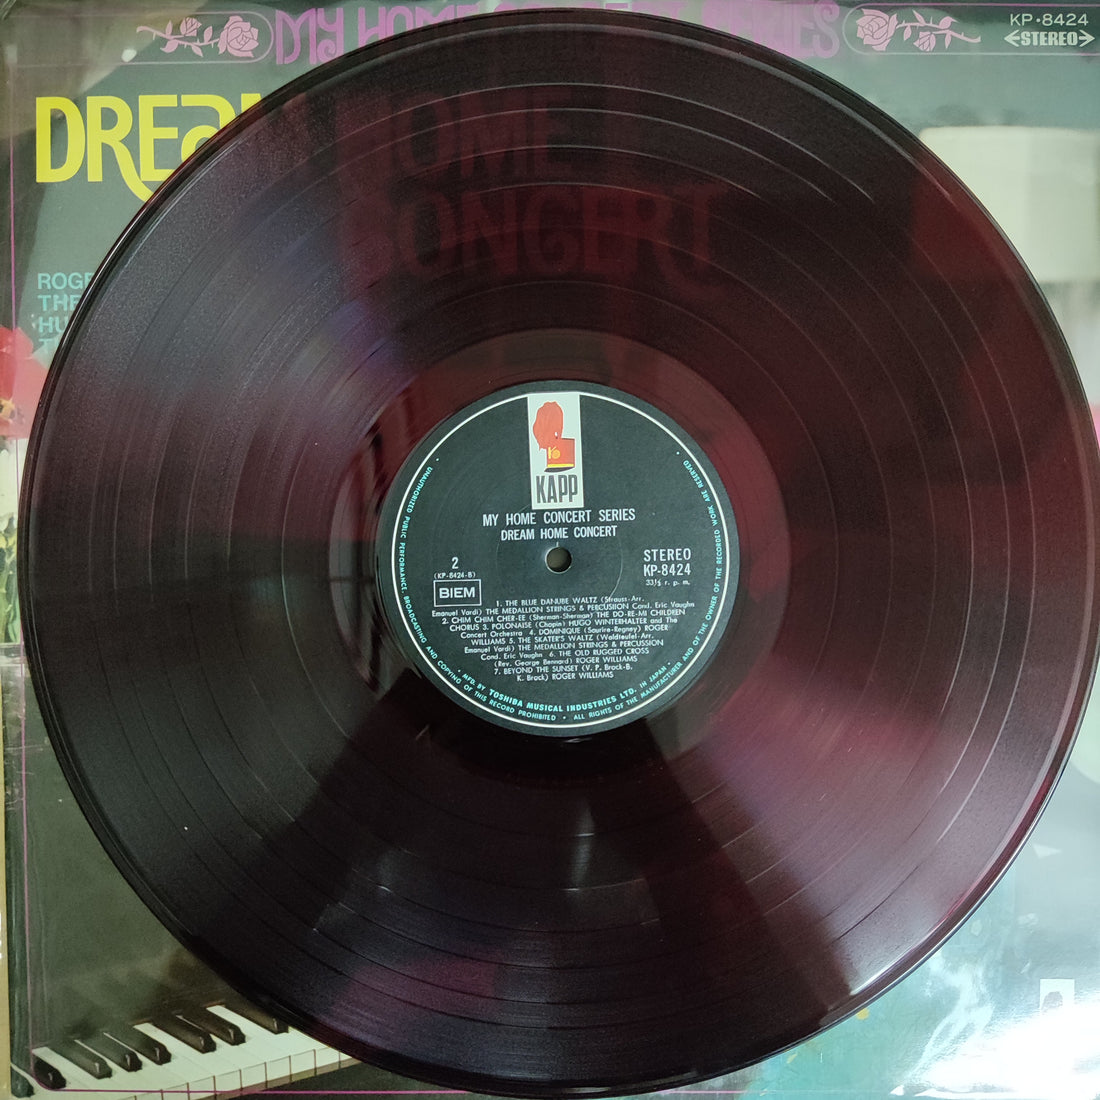 MY HOME CONCERT SERIES
KP·8424
STEREO
DREAM HOME
CONCERT
ROGE
THE
HU
T
KAPP
MY HOME CONCERT SERIES
DREAM HOME CONCERT
2
(KP-8424-B)
BIEM
STEREO
KP-8424
33⅓ r. p. m.
1. THE BLUE DANUBE WALTZ (Strauss-Arr.
Emanuel Vardi) THE MEDALLION STRINGS & PERCUSSION Cond. Eric Vaughn
2. CHIM CHIM CHER-EE (Sherman-Sherman) THE DO-RE-MI CHILDREN
CHORUS 3. POLONAISE (Chopin) HUGO WINTERHALTER and The
Concert Orchestra 4. DOMINIQUE (Saurire-Regney) ROGER
WILLIAMS 5. THE SKATER'S WALTZ (Waldteufel-Arr.
Emanuel Vardi) THE MEDALLION STRINGS & PERCUSSION
Cond. Eric Vaughn 6. THE OLD RUGGED CROSS
(Rev. George Bennard) ROGER WILLIAMS
7. BEYOND THE SUNSET (V. P. Brock-B.
K. Brock) ROGER WILLIAMS
UNAUTHORIZED PUBLIC PERFORMANCE, BROADCASTING AND COPYING OF THIS RECORD PROHIBITED • ALL RIGHTS OF THE MANUFACTURER AND OF THE OWNER OF THE RECORDED WORK ARE RESERVED
• MFD. BY TOSHIBA MUSICAL INDUSTRIES LTD. IN JAPAN •